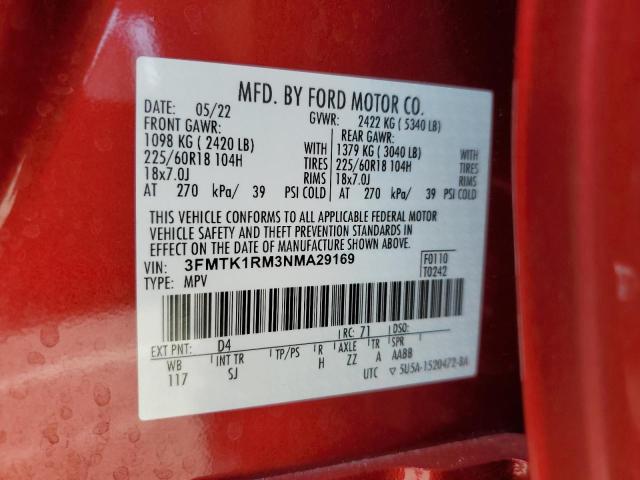 MFD. BY FORD MOTOR CO.
DATE: 05/22 GVWR: 2422 KG ( 5340 LB)
FRONT GAWR: REAR GAWR:
1098 KG ( 2420 LB) WITH 1379 KG ( 3040 LB) WITH
225/60R18 104H TIRES 225/60R18 104H TIRES
18x7.0J RIMS 18x7.0J RIMS
AT 270 kPa/ 39 PSI COLD AT 270 kPa/ 39 PSI COLD
THIS VEHICLE CONFORMS TO ALL APPLICABLE FEDERAL MOTOR
VEHICLE SAFETY AND THEFT PREVENTION STANDARDS IN
EFFECT ON THE DATE OF MANUFACTURE SHOWN ABOVE.
VIN: 3FMTK1RM3NMA29169 F0110
TYPE: MPV T0242
EXT PNT: D4 RC: 71 DSO:
WB INT TR TP/PS R AXLE TR SPR
117 SJ H ZZ A AABB
UTC ▽ 5U5A-1520472-BA